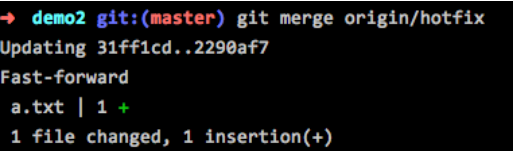 ➜ demo2 git:(master) git merge origin/hotfix
Updating 31ff1cd..2290af7
Fast-forward
 a.txt | 1 +
 1 file changed, 1 insertion(+)